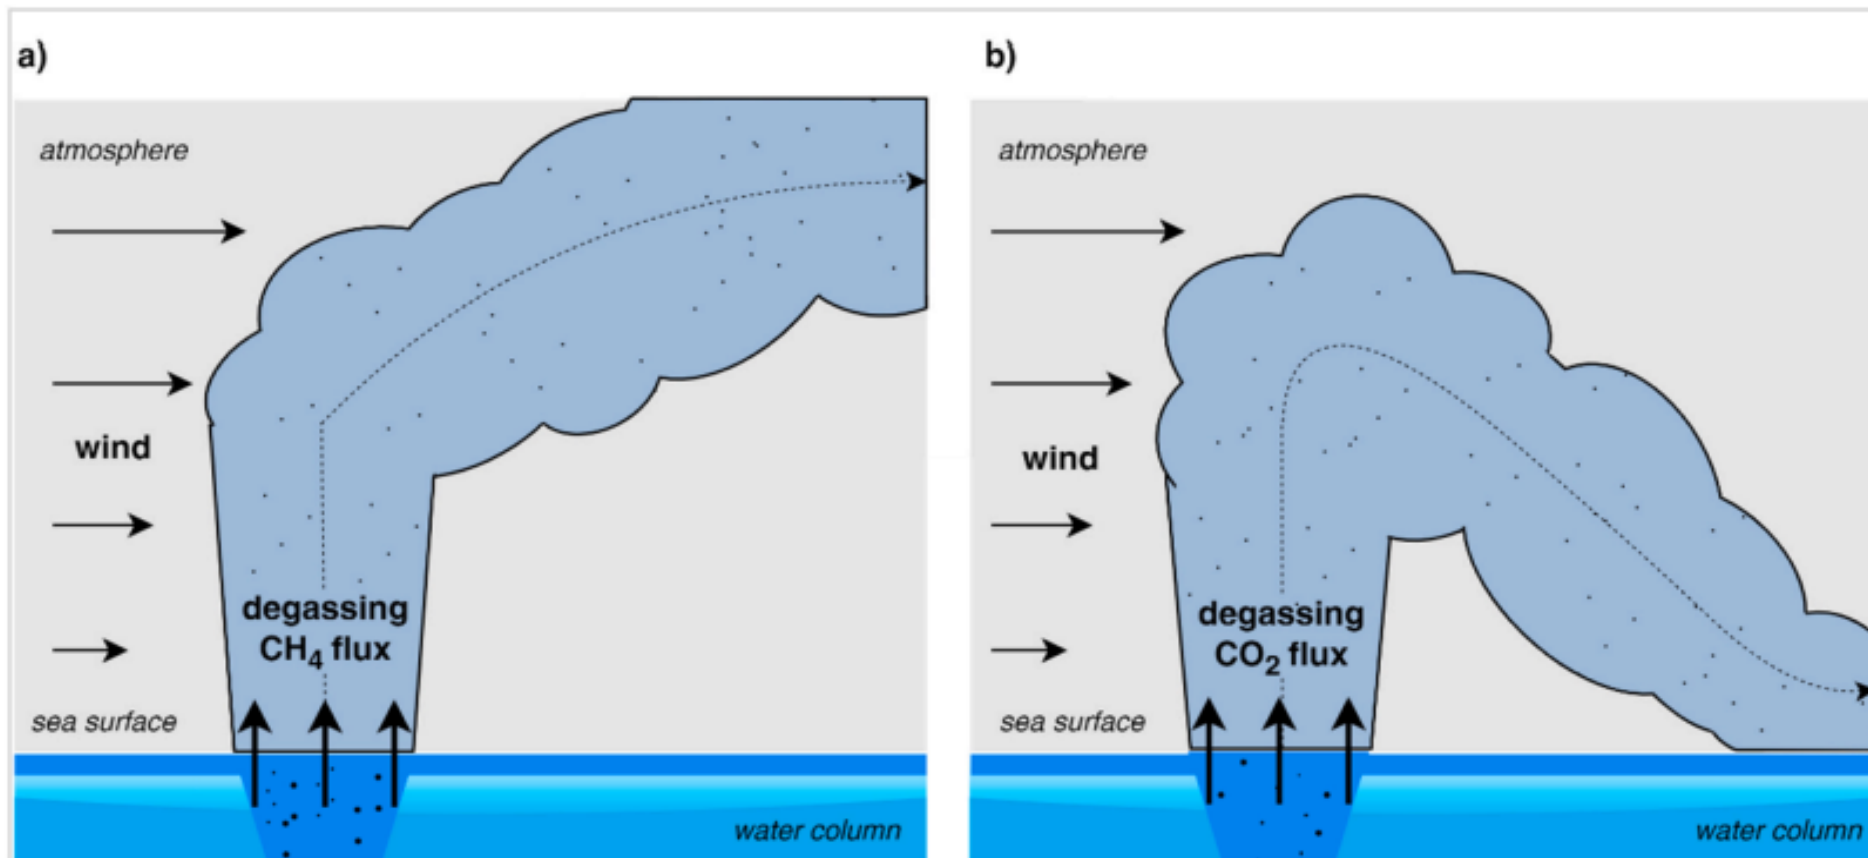 a)
atmosphere
wind
degassing
CH₄ flux
sea surface
water column
b)
atmosphere
wind
degassing
CO₂ flux
sea surface
water column